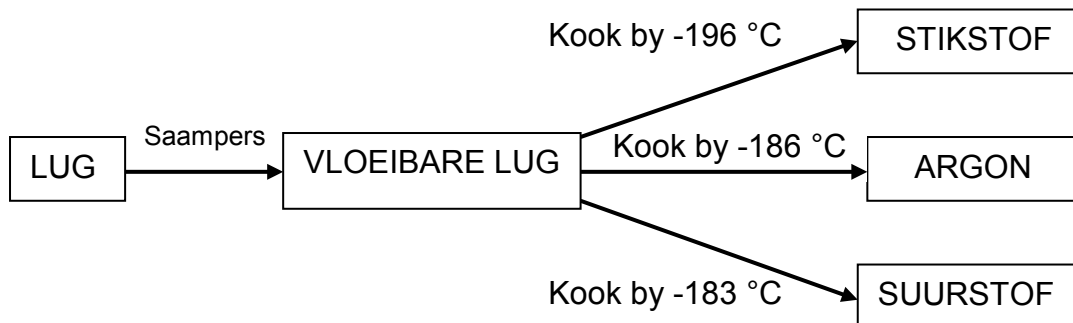 Kook by -196 °C
STIKSTOF
Saampers
LUG
VLOEIBARE LUG
Kook by -186 °C
ARGON
Kook by -183 °C
SUURSTOF